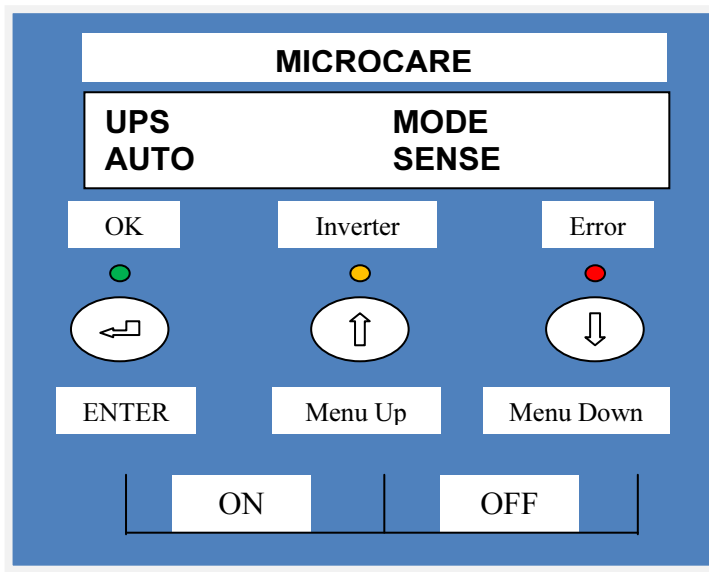 MICROCARE
UPS MODE
AUTO SENSE
OK Inverter Error
ENTER Menu Up Menu Down
ON OFF